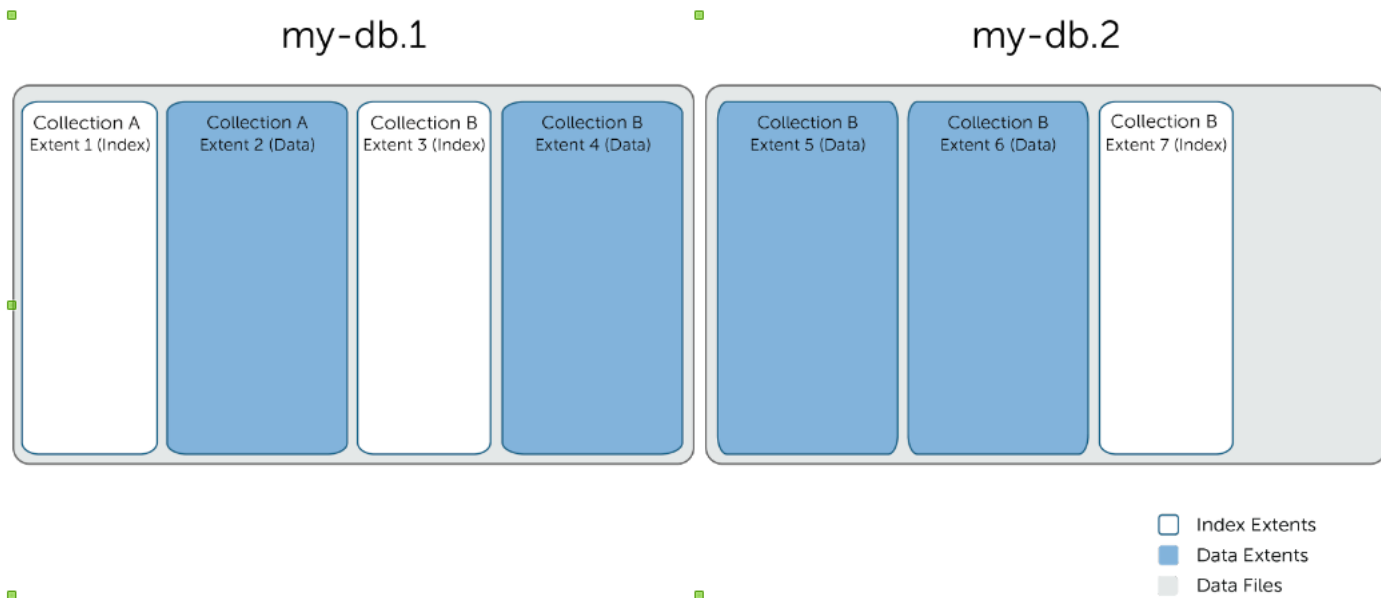 my-db.1
my-db.2
Collection A
Extent 1 (Index)
Collection A
Extent 2 (Data)
Collection B
Extent 3 (Index)
Collection B
Extent 4 (Data)
Collection B
Extent 5 (Data)
Collection B
Extent 6 (Data)
Collection B
Extent 7 (Index)
Index Extents
Data Extents
Data Files